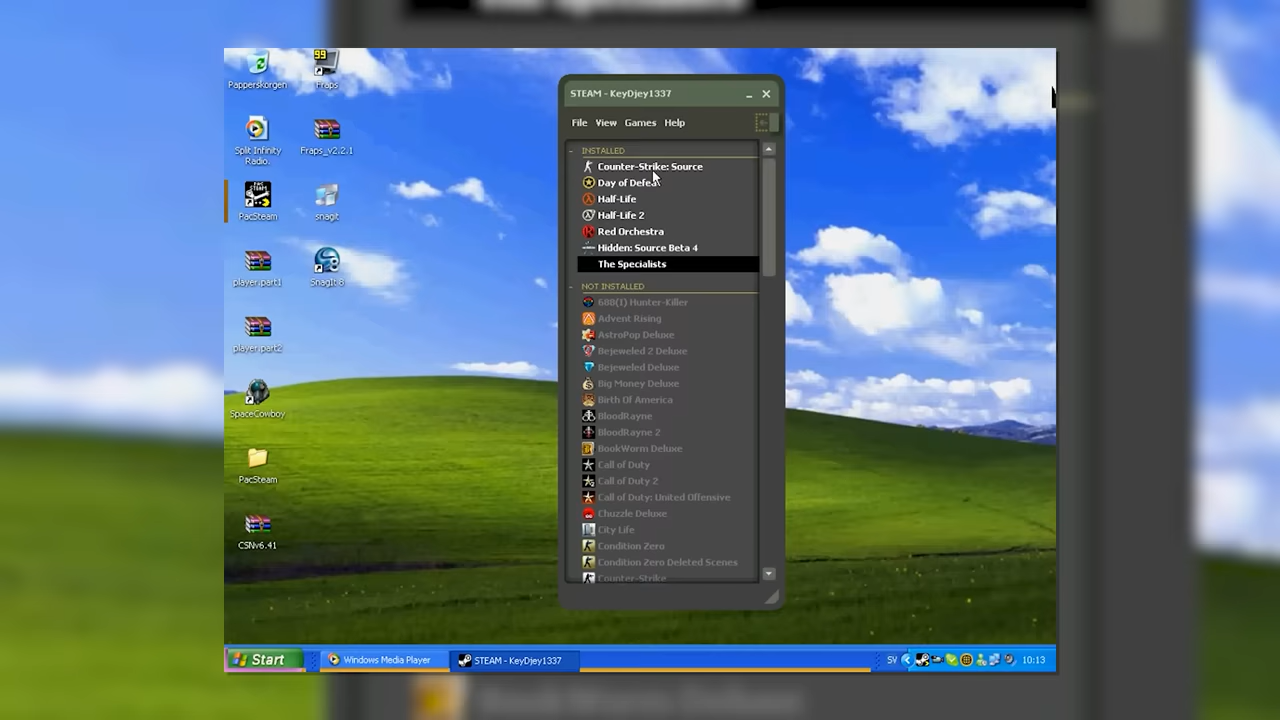 Papperskorgen
Fraps
Split Infinity
Radio.
Fraps_v2.2.1
PAC
STEAM
PacSteam
snagit
player.part1
SnagIt 8
player.part2
SpaceCowboy
PacSteam
CSNv6.41
STEAM - KeyDjey1337
File View Games Help
INSTALLED
Counter-Strike: Source
Day of Defeat
Half-Life
Half-Life 2
Red Orchestra
Hidden: Source Beta 4
The Specialists
NOT INSTALLED
688(I) Hunter-Killer
Advent Rising
AstroPop Deluxe
Bejeweled 2 Deluxe
Bejeweled Deluxe
Big Money Deluxe
Birth Of America
BloodRayne
BloodRayne 2
BookWorm Deluxe
Call of Duty
Call of Duty 2
Call of Duty: United Offensive
Chuzzle Deluxe
City Life
Condition Zero
Condition Zero Deleted Scenes
Counter-Strike
Start
Windows Media Player
STEAM - KeyDjey1337
SV
10:13